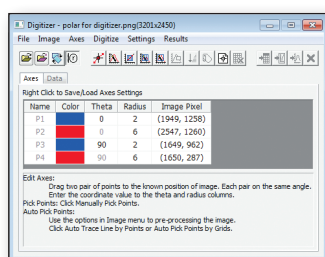 Digitizer - polar for digitizer.png(3201x2450)
File Image Axes Digitize Settings Results
Axes Data
Right Click to Save/Load Axes Settings
Name Color Theta Radius Image Pixel
P1 0 2 (1949, 1258)
P2 0 6 (2547, 1260)
P3 90 2 (1649, 962)
P4 90 6 (1650, 287)
Edit Axes:
Drag two pair of points to the known position of image. Each pair on the same angle.
Enter the coordinate value to the theta and radius columns.
Pick Points: Click Manually Pick Points.
Auto Pick Points:
Use the options in Image menu to pre-processing the image.
Click Auto Trace Line by Points or Auto Pick Points by Grids.